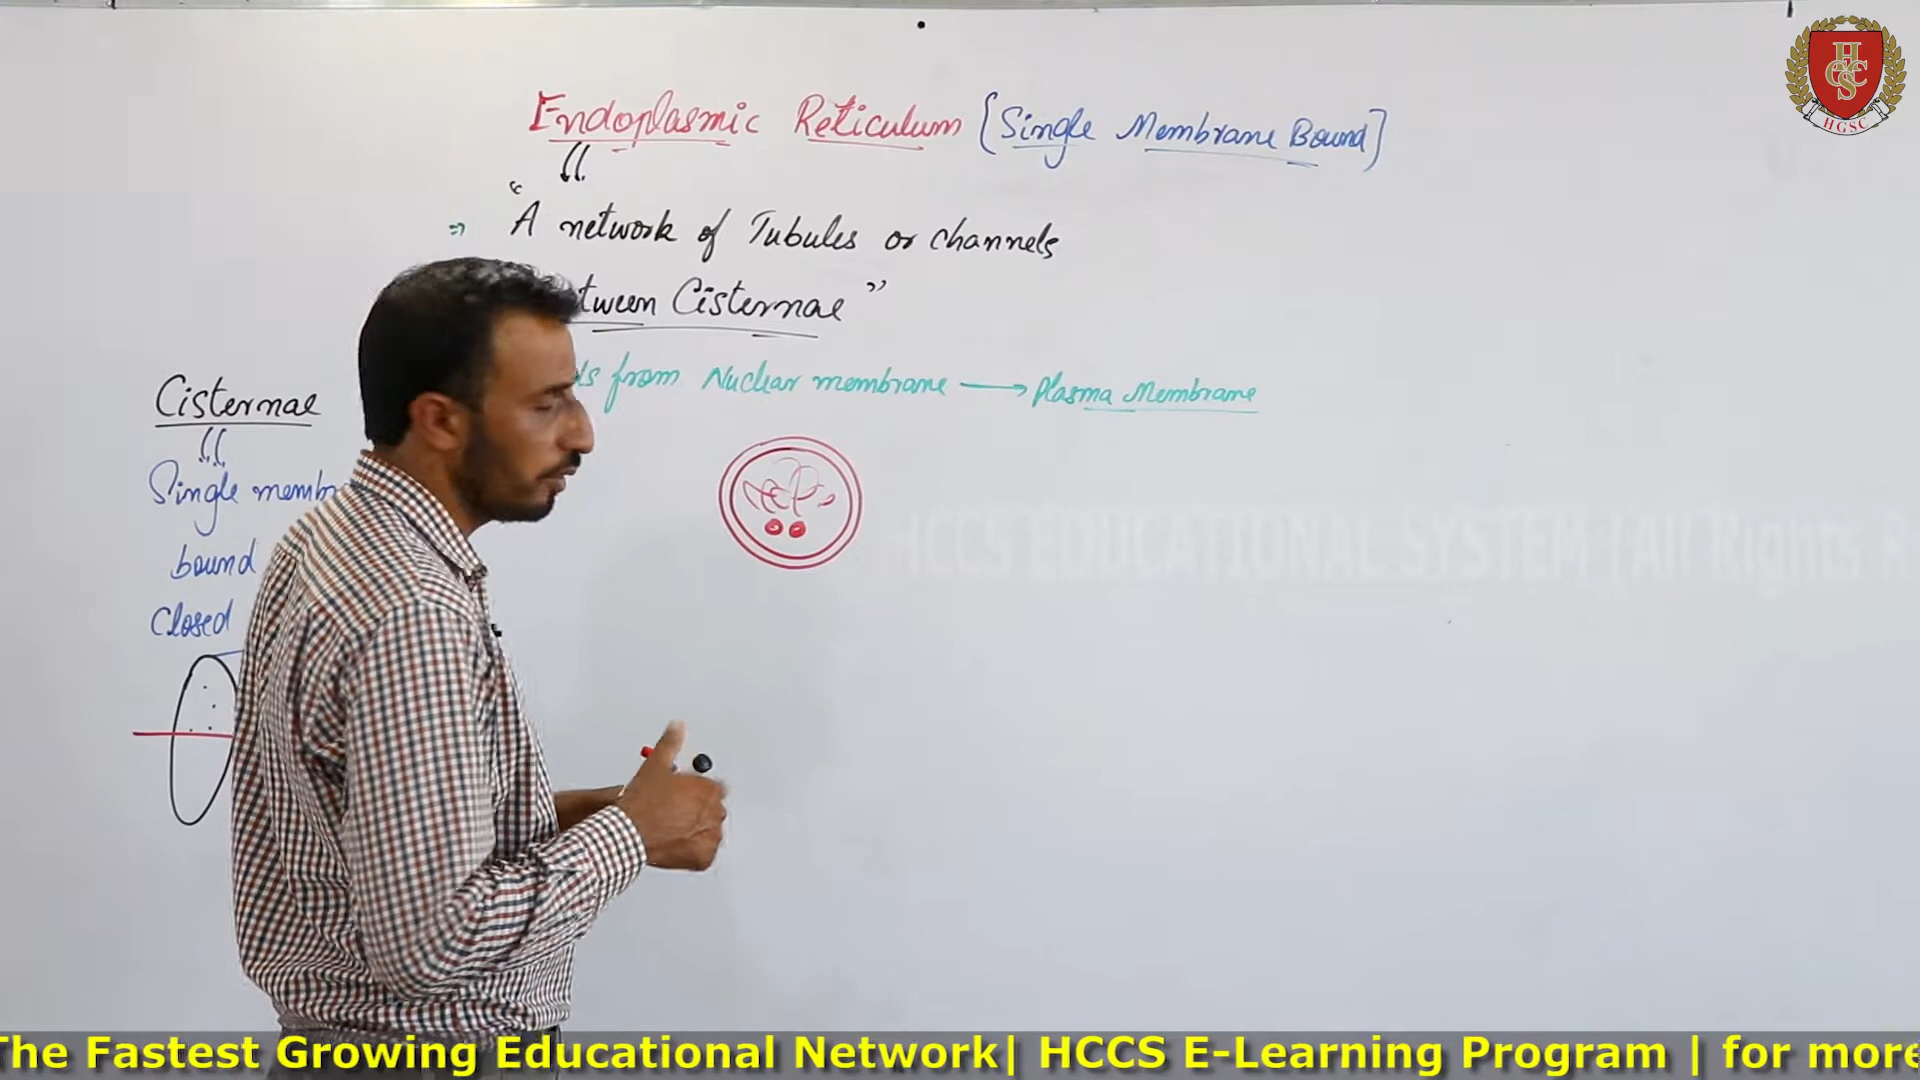 Endoplasmic Reticulum {Single Membrane Bound]
⇒ "A network of Tubules or channels
Cisternae"
from Nuclear membrane → Plasma Membrane
Cisternae
Single
bound
Closed
HCCS EDUCATIONAL SYSTEM (All Rights
HCCS
HGSC
The Fastest Growing Educational Network| HCCS E-Learning Program | for more